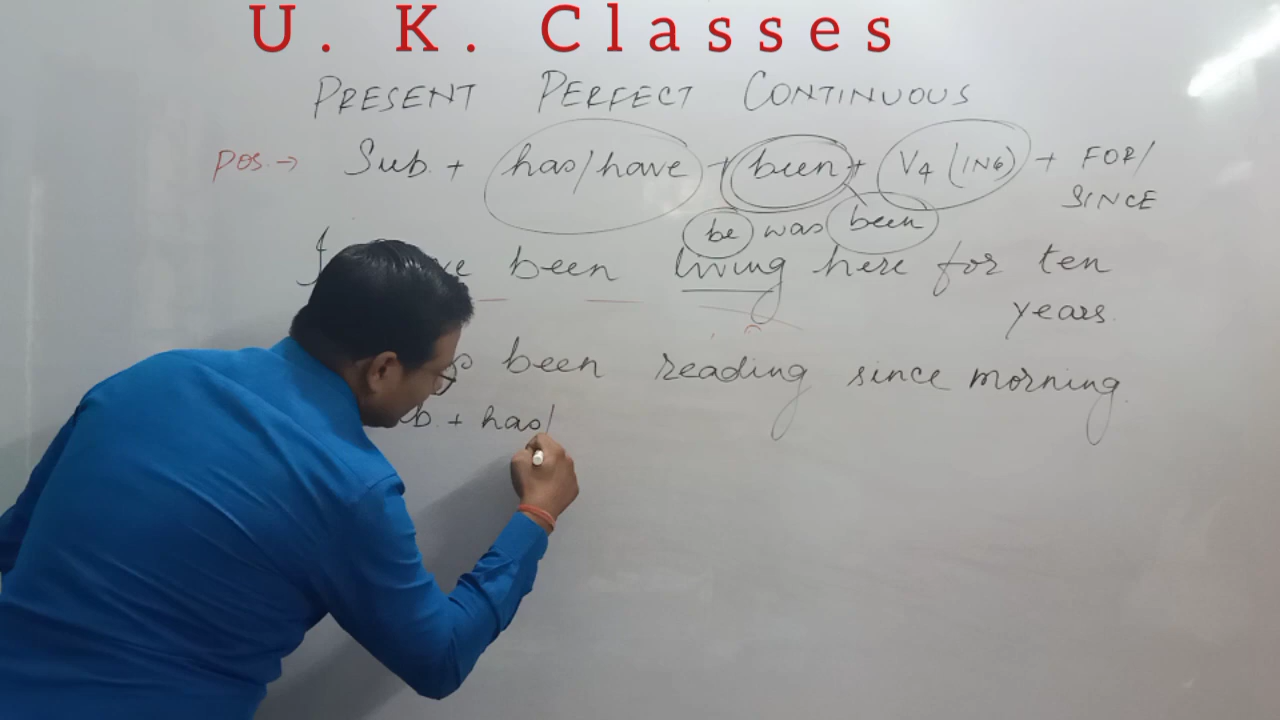 U. K. Classes
PRESENT PERFECT CONTINUOUS
POS. → Sub. + has/have + been + V4 (ING) + FOR/
SINCE
be was been
I been living here for ten
years.
been reading since morning.
+ has/